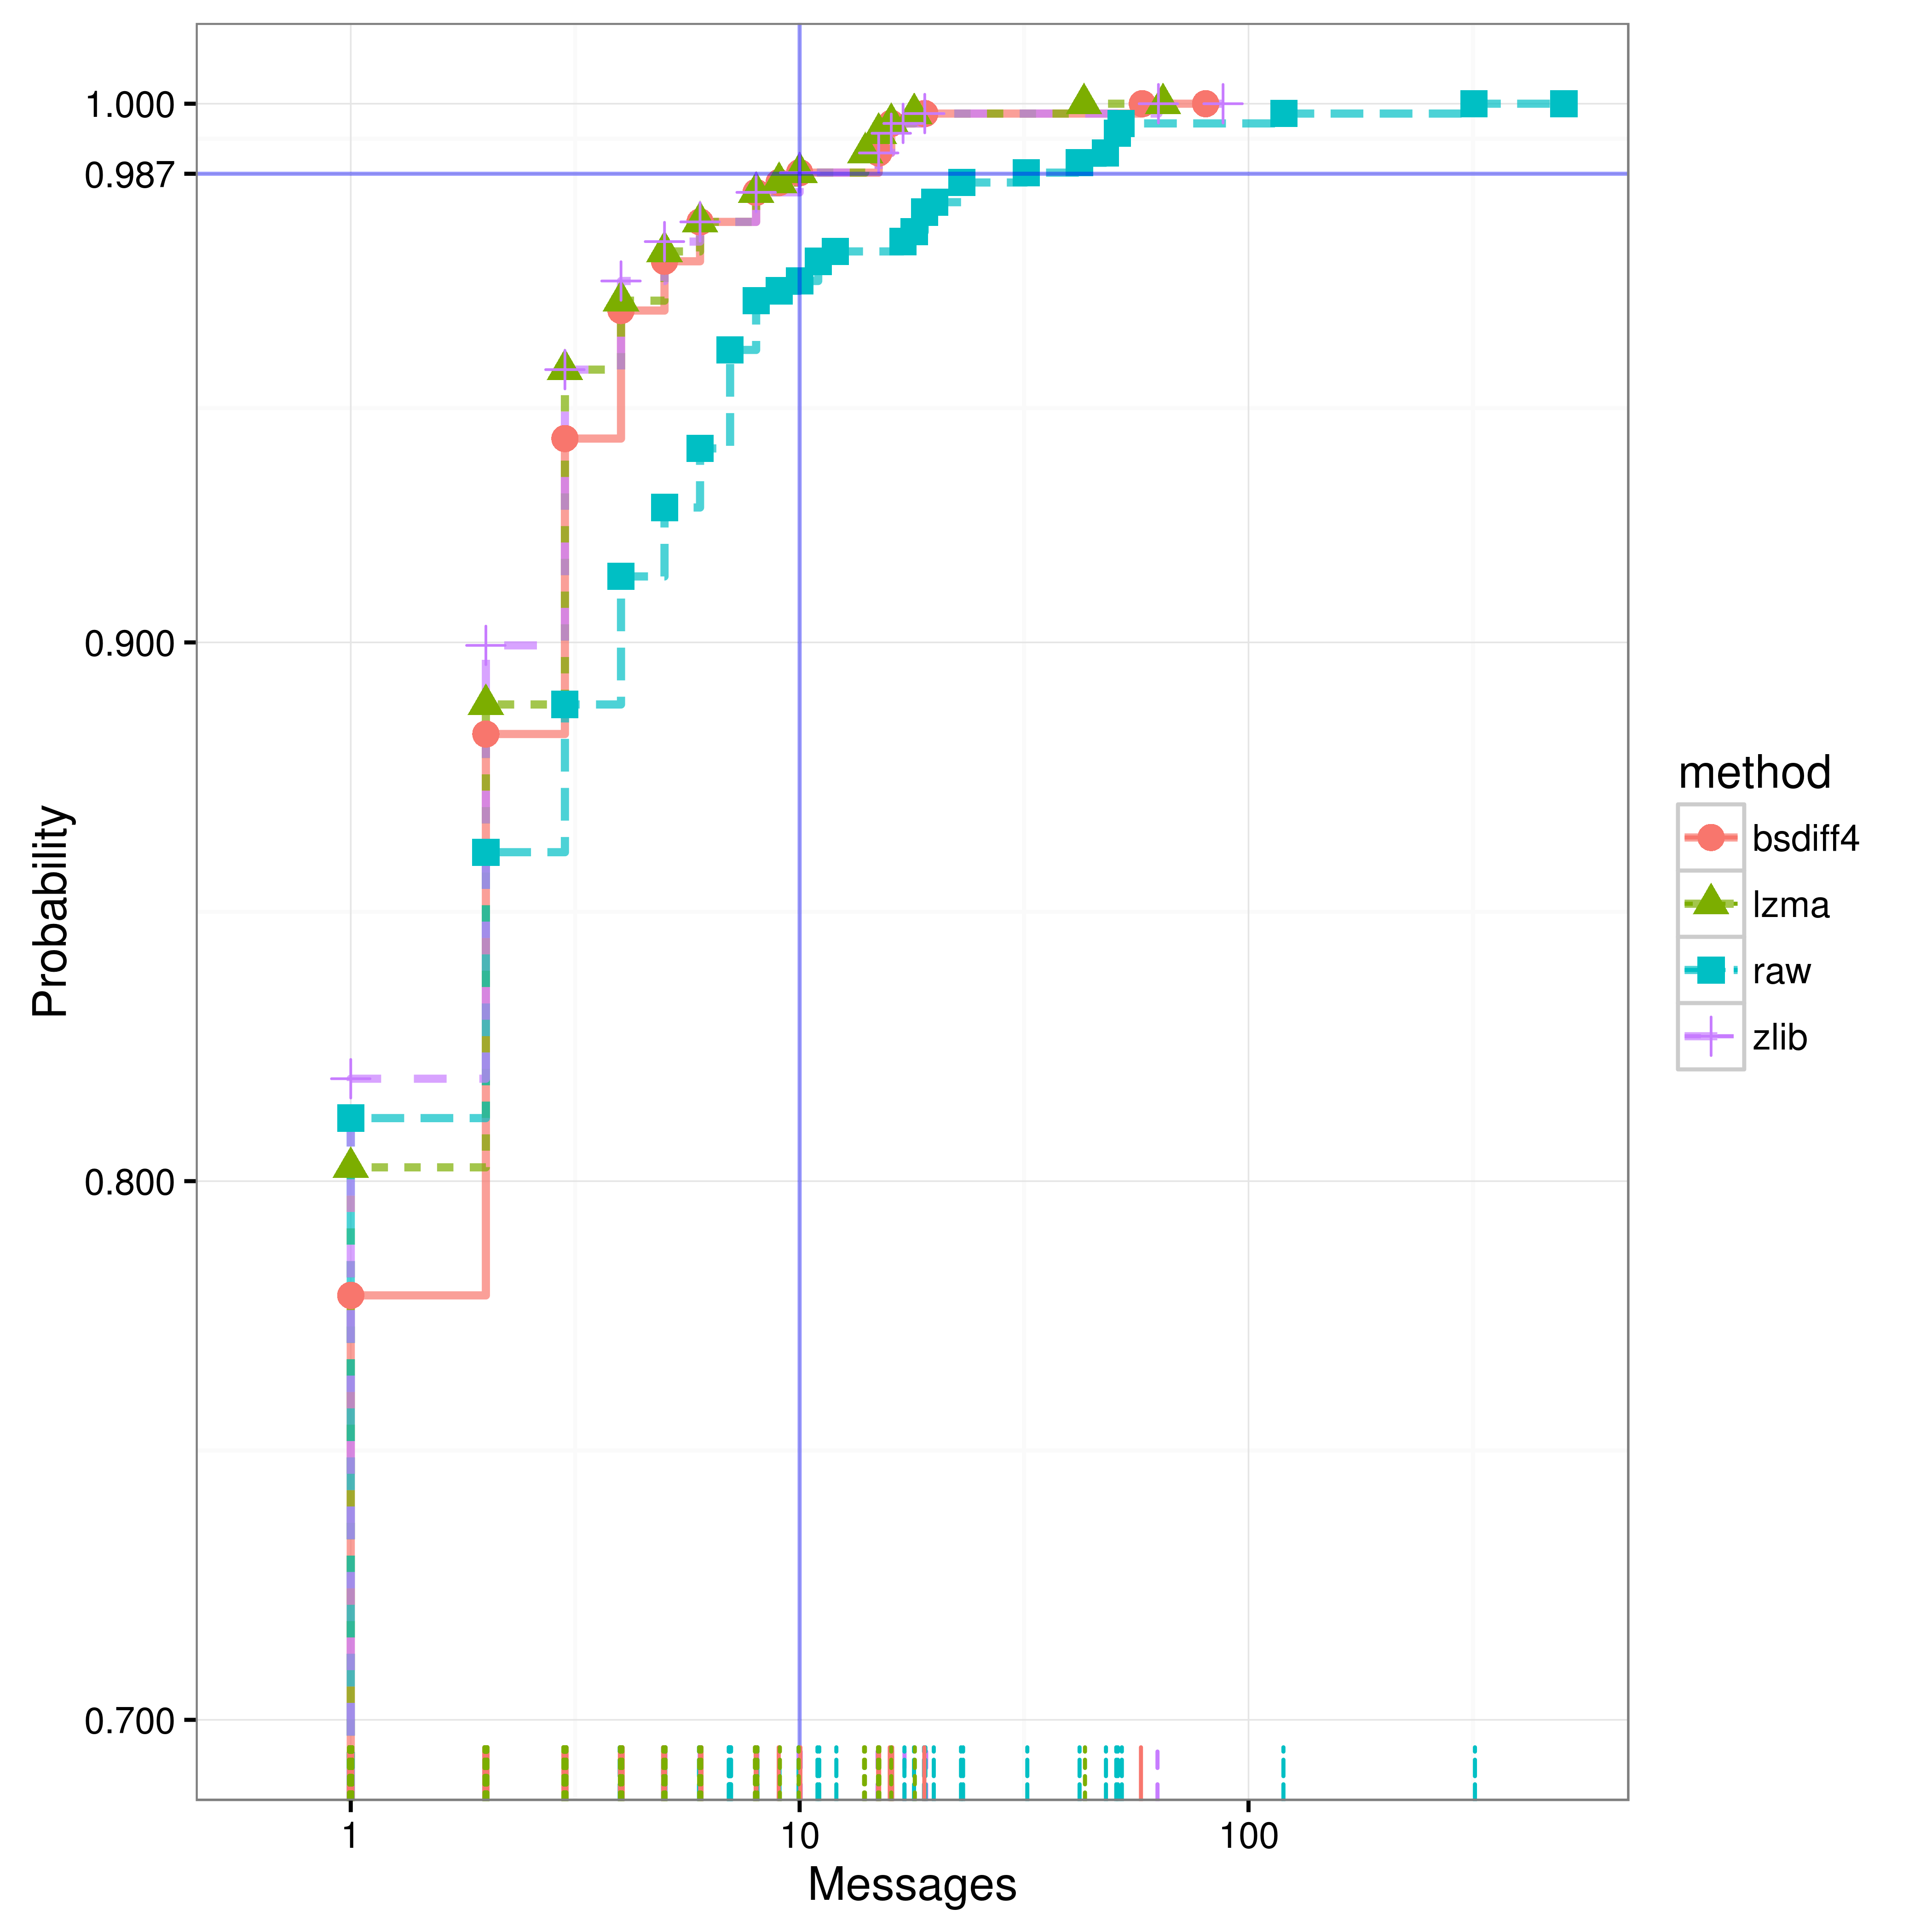 1.000
0.987
0.900
0.800
0.700
Probability
1
10
100
Messages
method
bsdiff4
lzma
raw
zlib